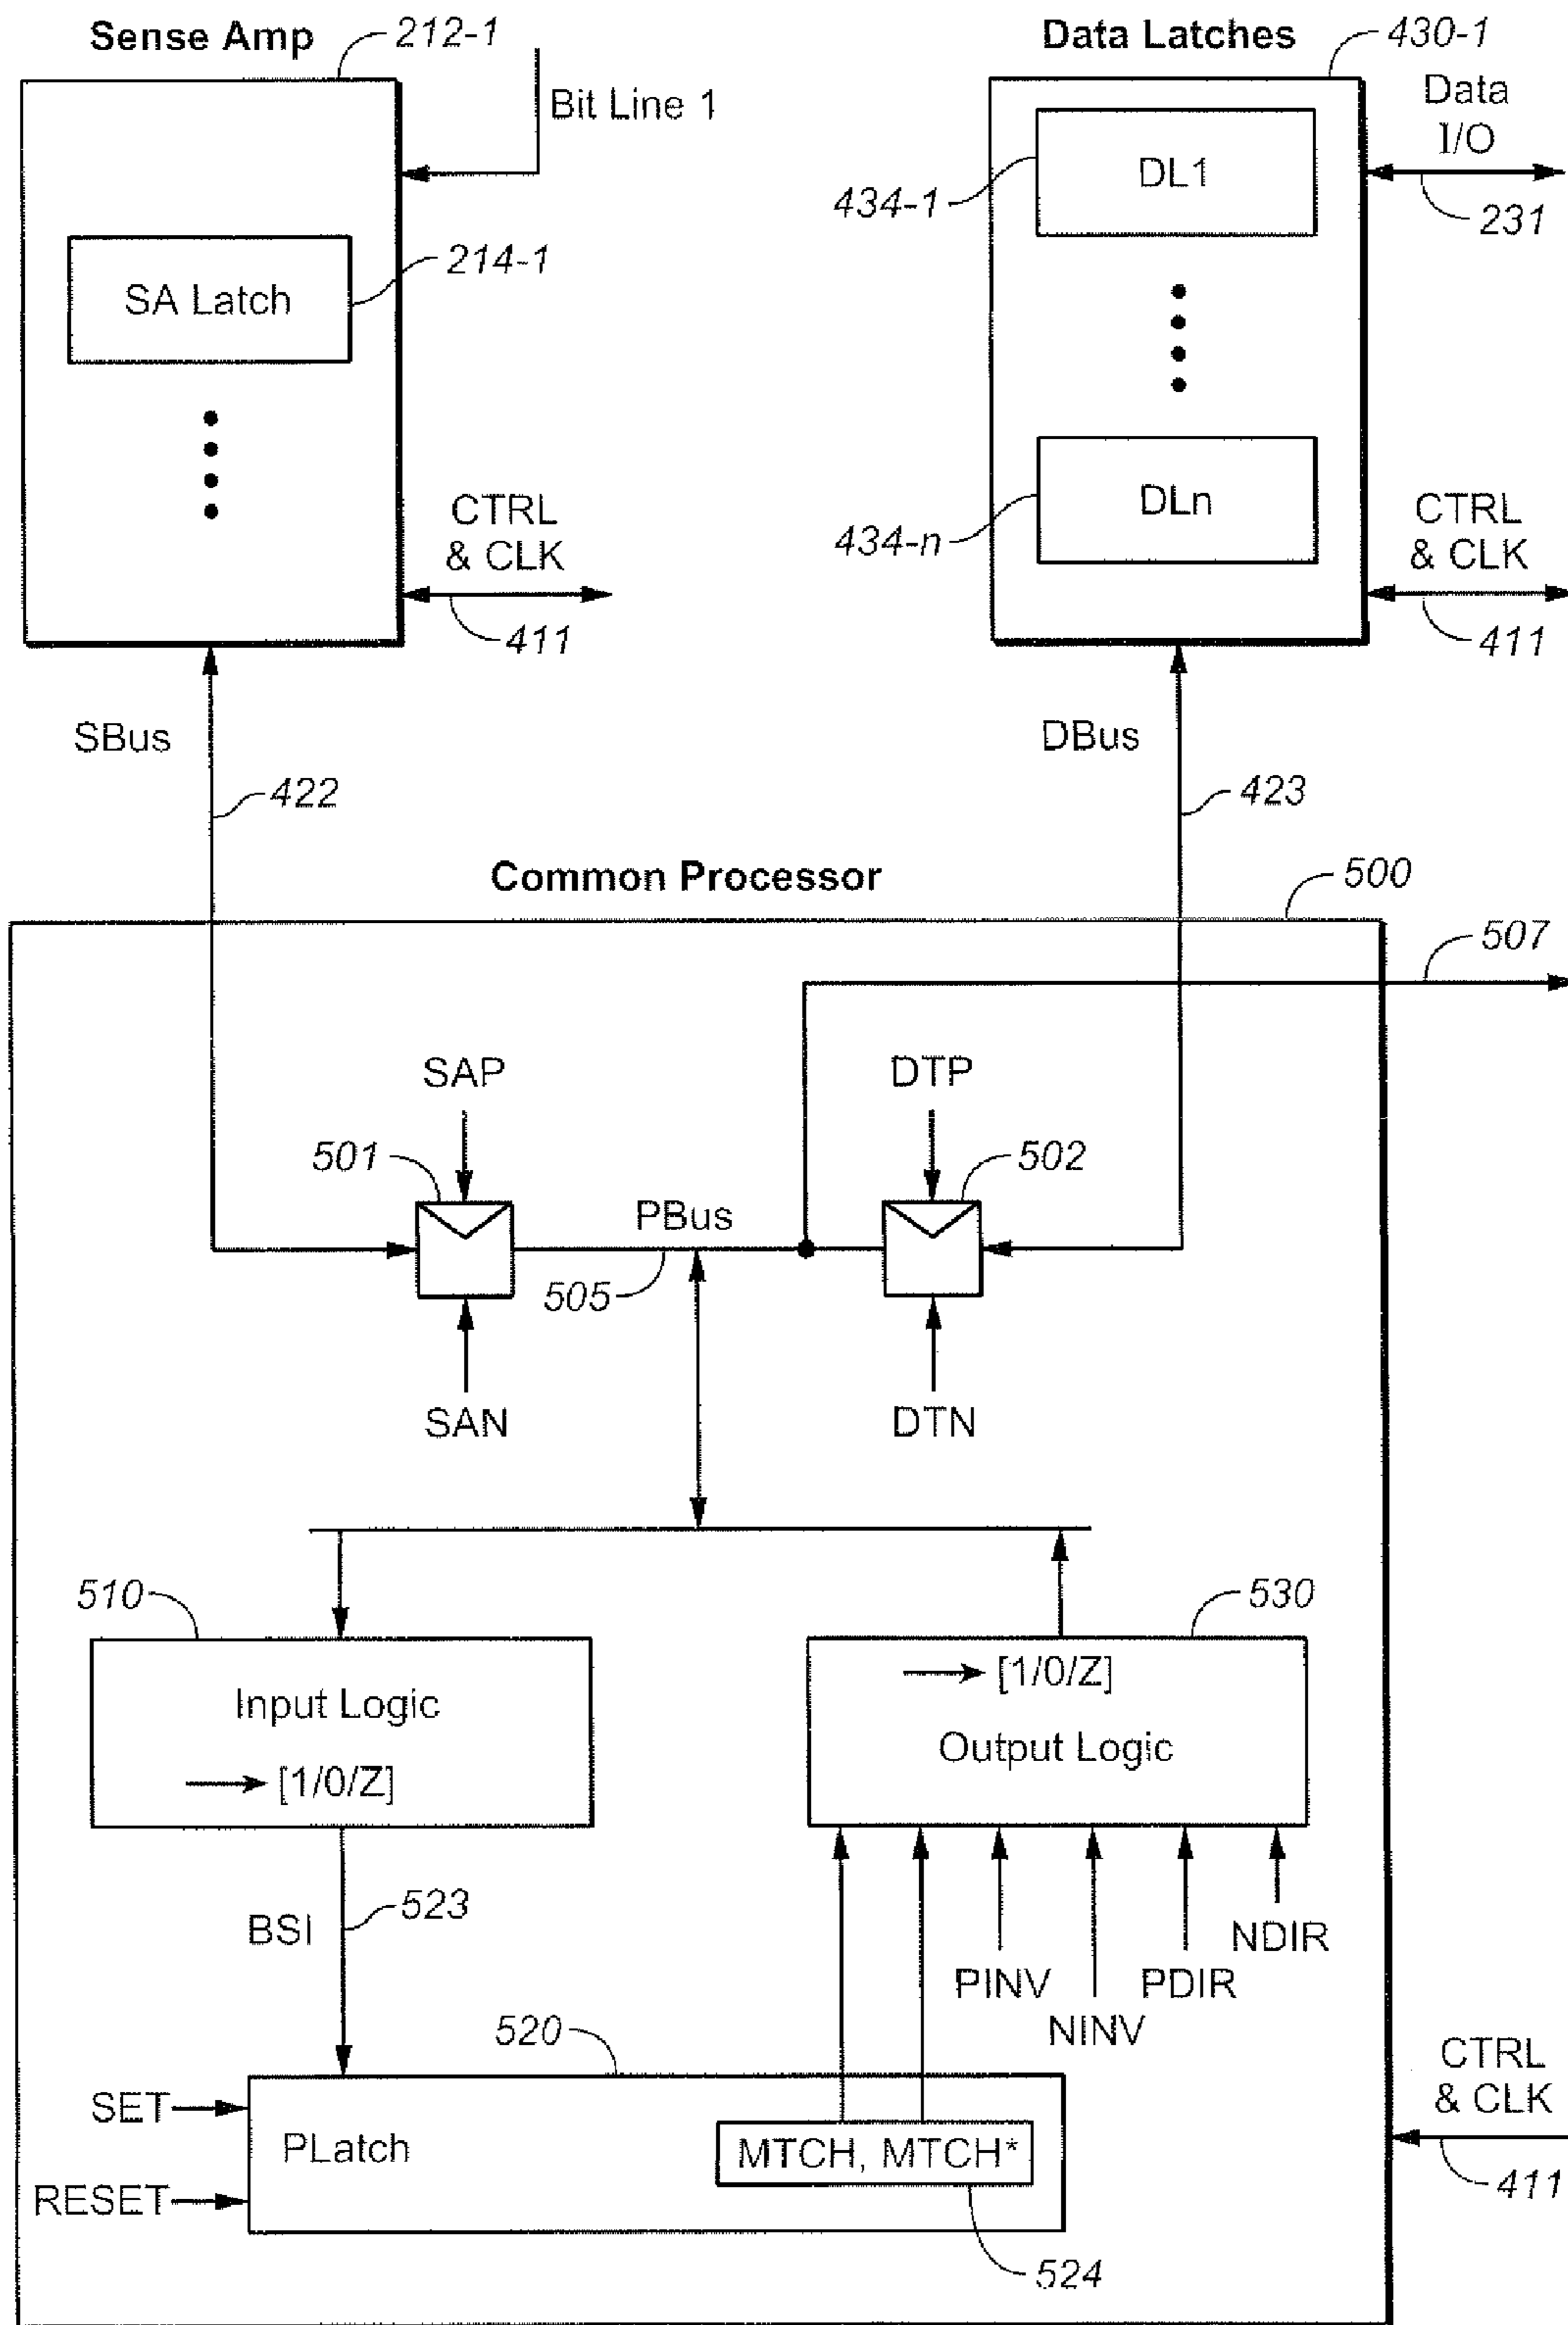 Sense Amp
212-1
Data Latches
430-1
Bit Line 1
Data
I/O
DL1
434-1
231
214-1
SA Latch
DLn
434-n
CTRL
& CLK
411
CTRL
& CLK
411
SBus
DBus
422
423
Common Processor
500
507
SAP
DTP
501
502
PBus
505
SAN
DTN
510
530
Input Logic
[1/0/Z]
[1/0/Z]
Output Logic
523
BSI
NDIR
PINV
PDIR
NINV
520
CTRL
& CLK
411
SET
PLatch
MTCH, MTCH*
RESET
524